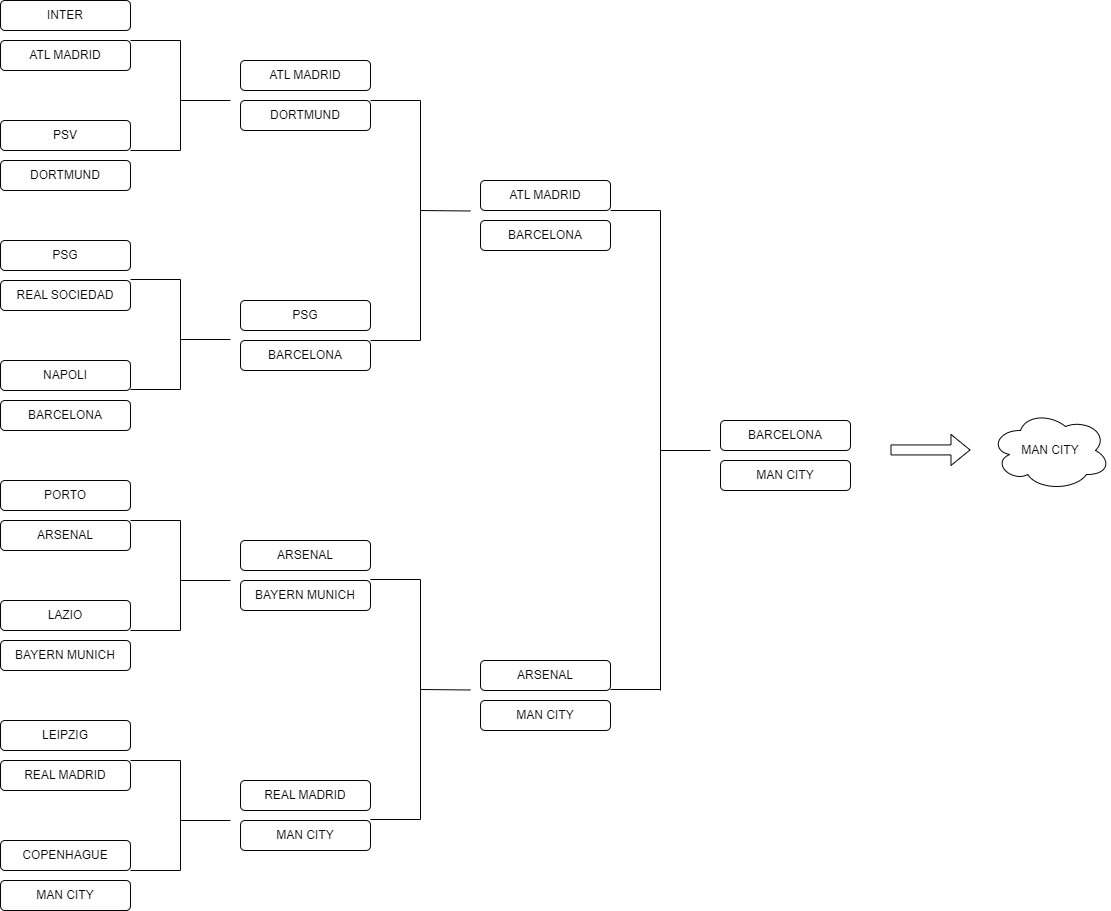 INTER
ATL MADRID
PSV
DORTMUND
PSG
REAL SOCIEDAD
NAPOLI
BARCELONA
PORTO
ARSENAL
LAZIO
BAYERN MUNICH
LEIPZIG
REAL MADRID
COPENHAGUE
MAN CITY
ATL MADRID
DORTMUND
PSG
BARCELONA
ARSENAL
BAYERN MUNICH
REAL MADRID
MAN CITY
ATL MADRID
BARCELONA
ARSENAL
MAN CITY
BARCELONA
MAN CITY
MAN CITY